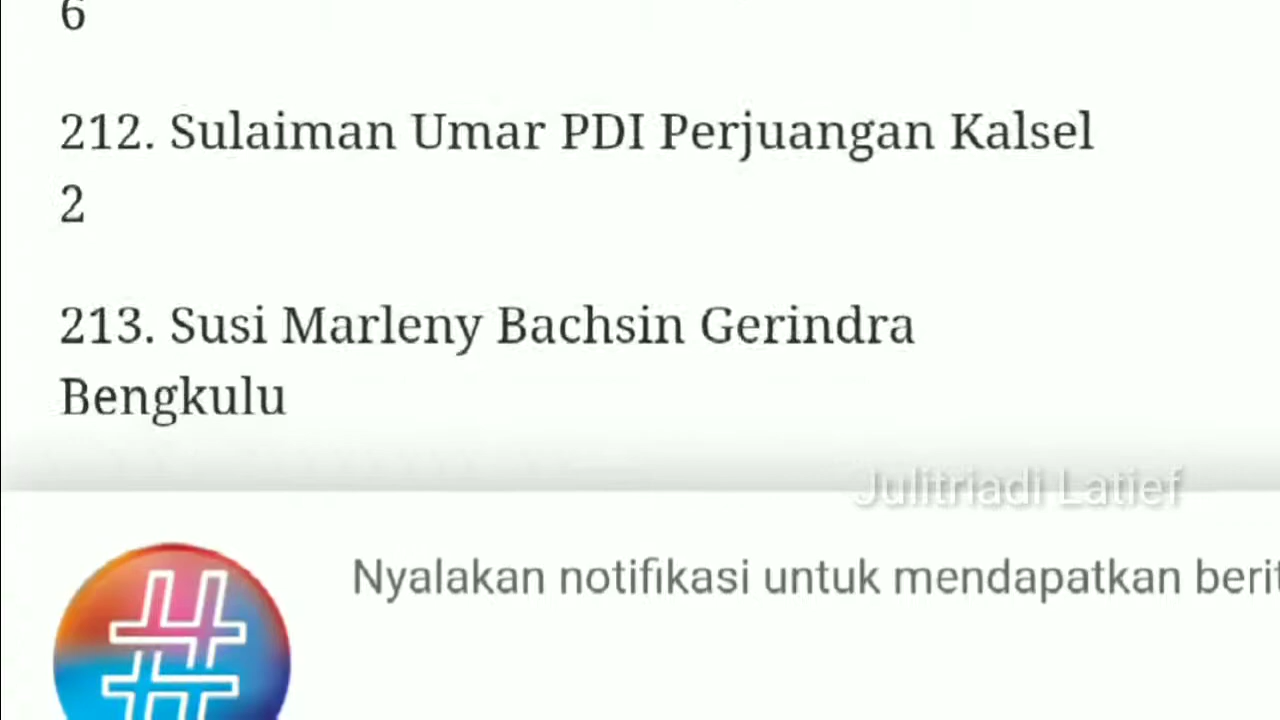 6
212. Sulaiman Umar PDI Perjuangan Kalsel
2
213. Susi Marleny Bachsin Gerindra
Bengkulu
Julitriadi Latief
Nyalakan notifikasi untuk mendapatkan berit